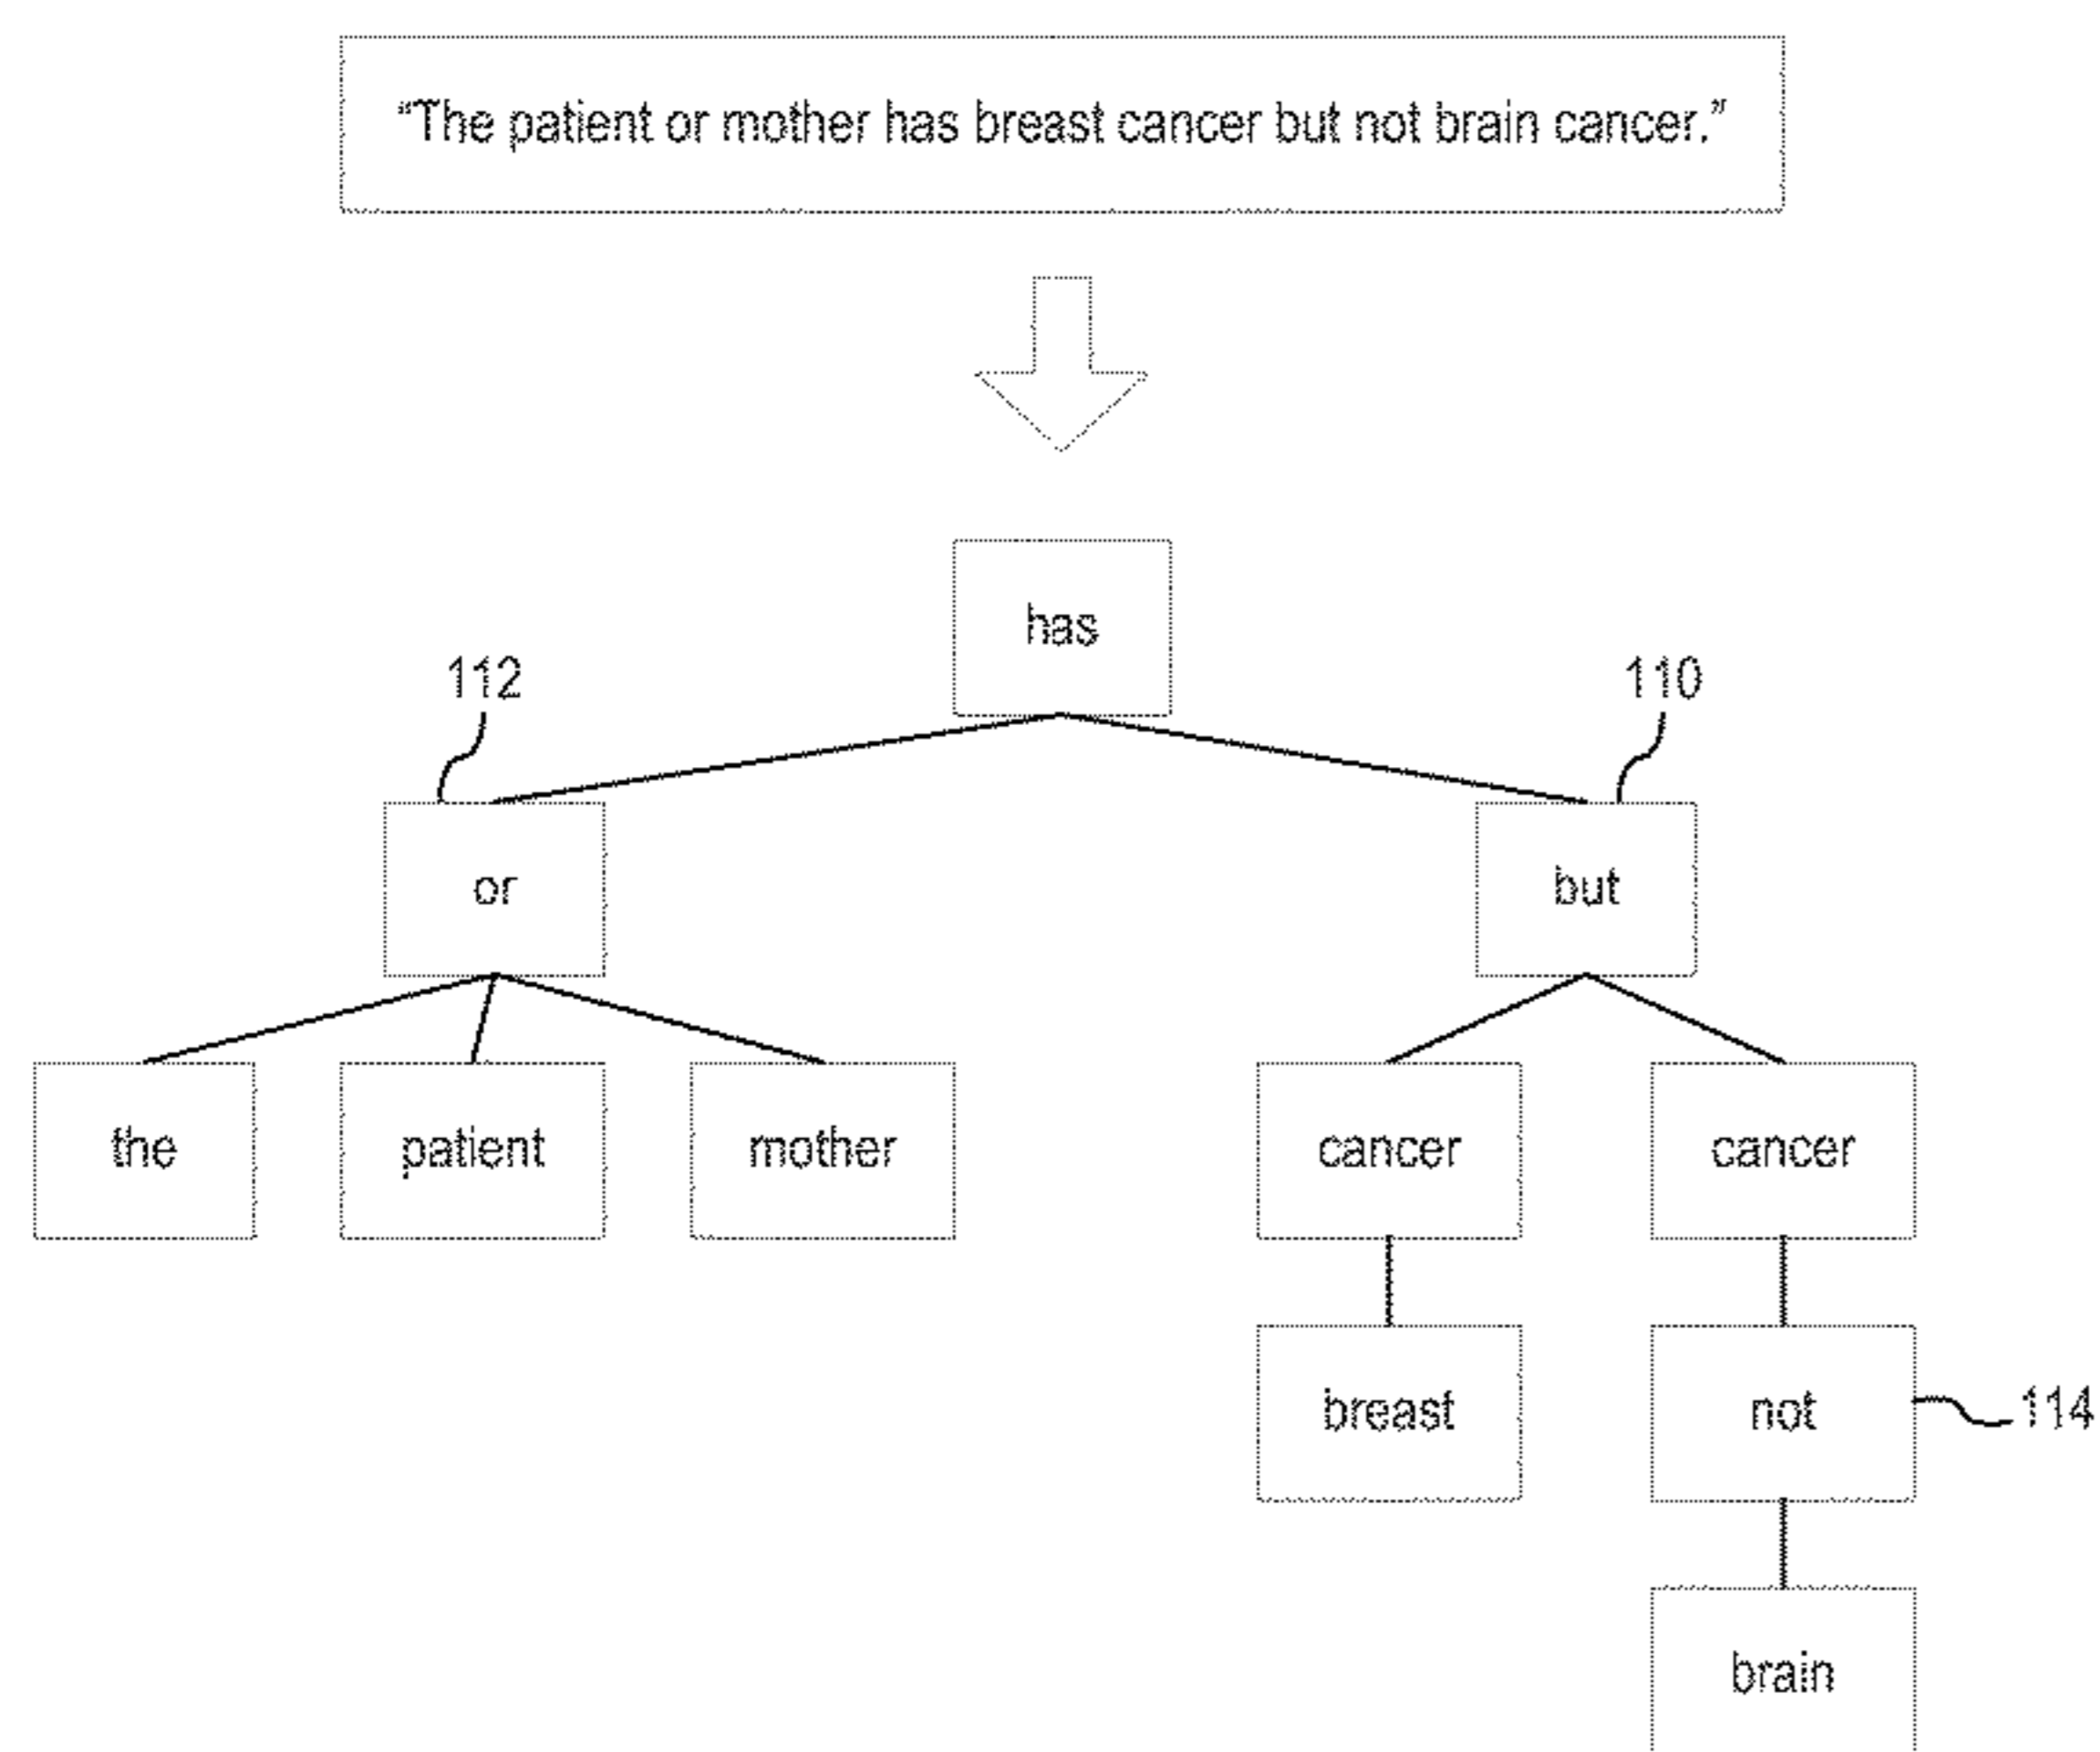 “The patient or mother has breast cancer but not brain cancer.”
has
112
110
or
but
the patient mother cancer cancer
breast not 114
brain